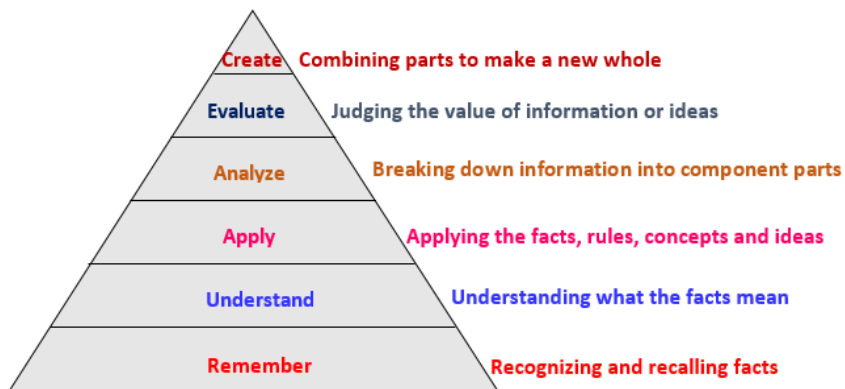 Create Combining parts to make a new whole
Evaluate Judging the value of information or ideas
Analyze Breaking down information into component parts
Apply Applying the facts, rules, concepts and ideas
Understand Understanding what the facts mean
Remember Recognizing and recalling facts